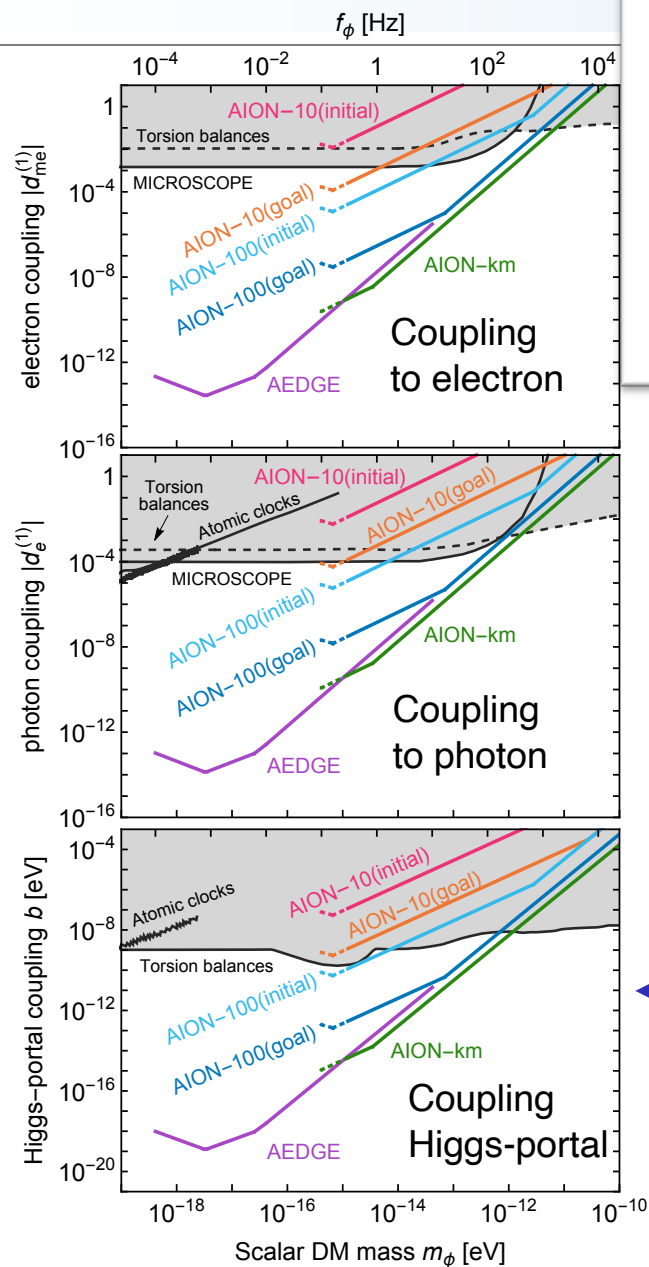 f_ϕ [Hz]
10⁻⁴ 10⁻² 1 10² 10⁴
electron coupling |d_me^(1)|
1
10⁻⁴
10⁻⁸
10⁻¹²
10⁻¹⁶
AION−10(initial)
Torsion balances
MICROSCOPE
AION−10(goal)
AION−100(initial)
AION−100(goal)
AION−km
AEDGE
Coupling
to electron
photon coupling |d_e^(1)|
1
10⁻⁴
10⁻⁸
10⁻¹²
10⁻¹⁶
Torsion
balances
Atomic clocks
AION−10(initial)
AION−10(goal)
MICROSCOPE
AION−100(initial)
AION−100(goal)
AION−km
AEDGE
Coupling
to photon
Higgs−portal coupling b [eV]
10⁻⁴
10⁻⁸
10⁻¹²
10⁻¹⁶
10⁻²⁰
Atomic clocks
AION−10(initial)
AION−10(goal)
Torsion balances
AION−100(initial)
AION−100(goal)
AION−km
AEDGE
Coupling
Higgs-portal
10⁻¹⁸ 10⁻¹⁶ 10⁻¹⁴ 10⁻¹² 10⁻¹⁰
Scalar DM mass m_ϕ [eV]